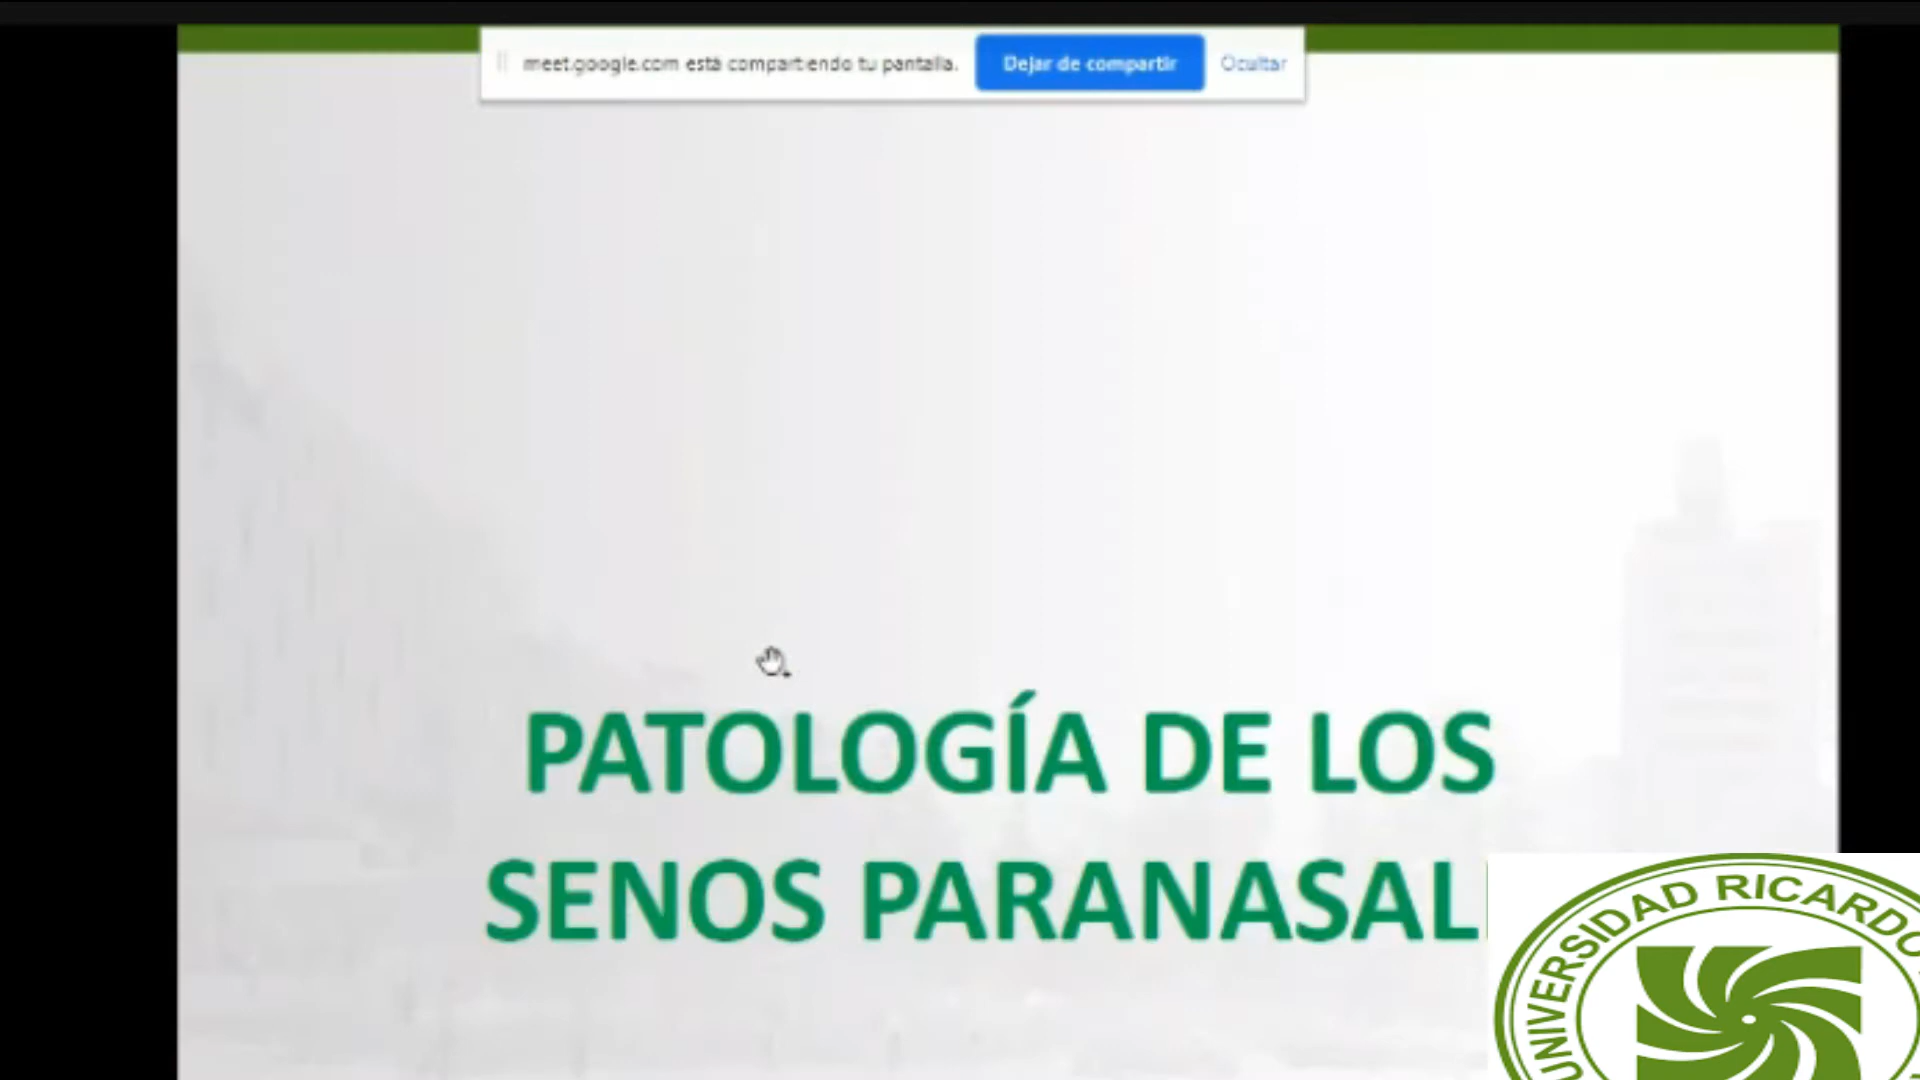 meet.google.com está compartiendo tu pantalla. Dejar de compartir Ocultar
PATOLOGÍA DE LOS
SENOS PARANASAL
UNIVERSIDAD RICARDO